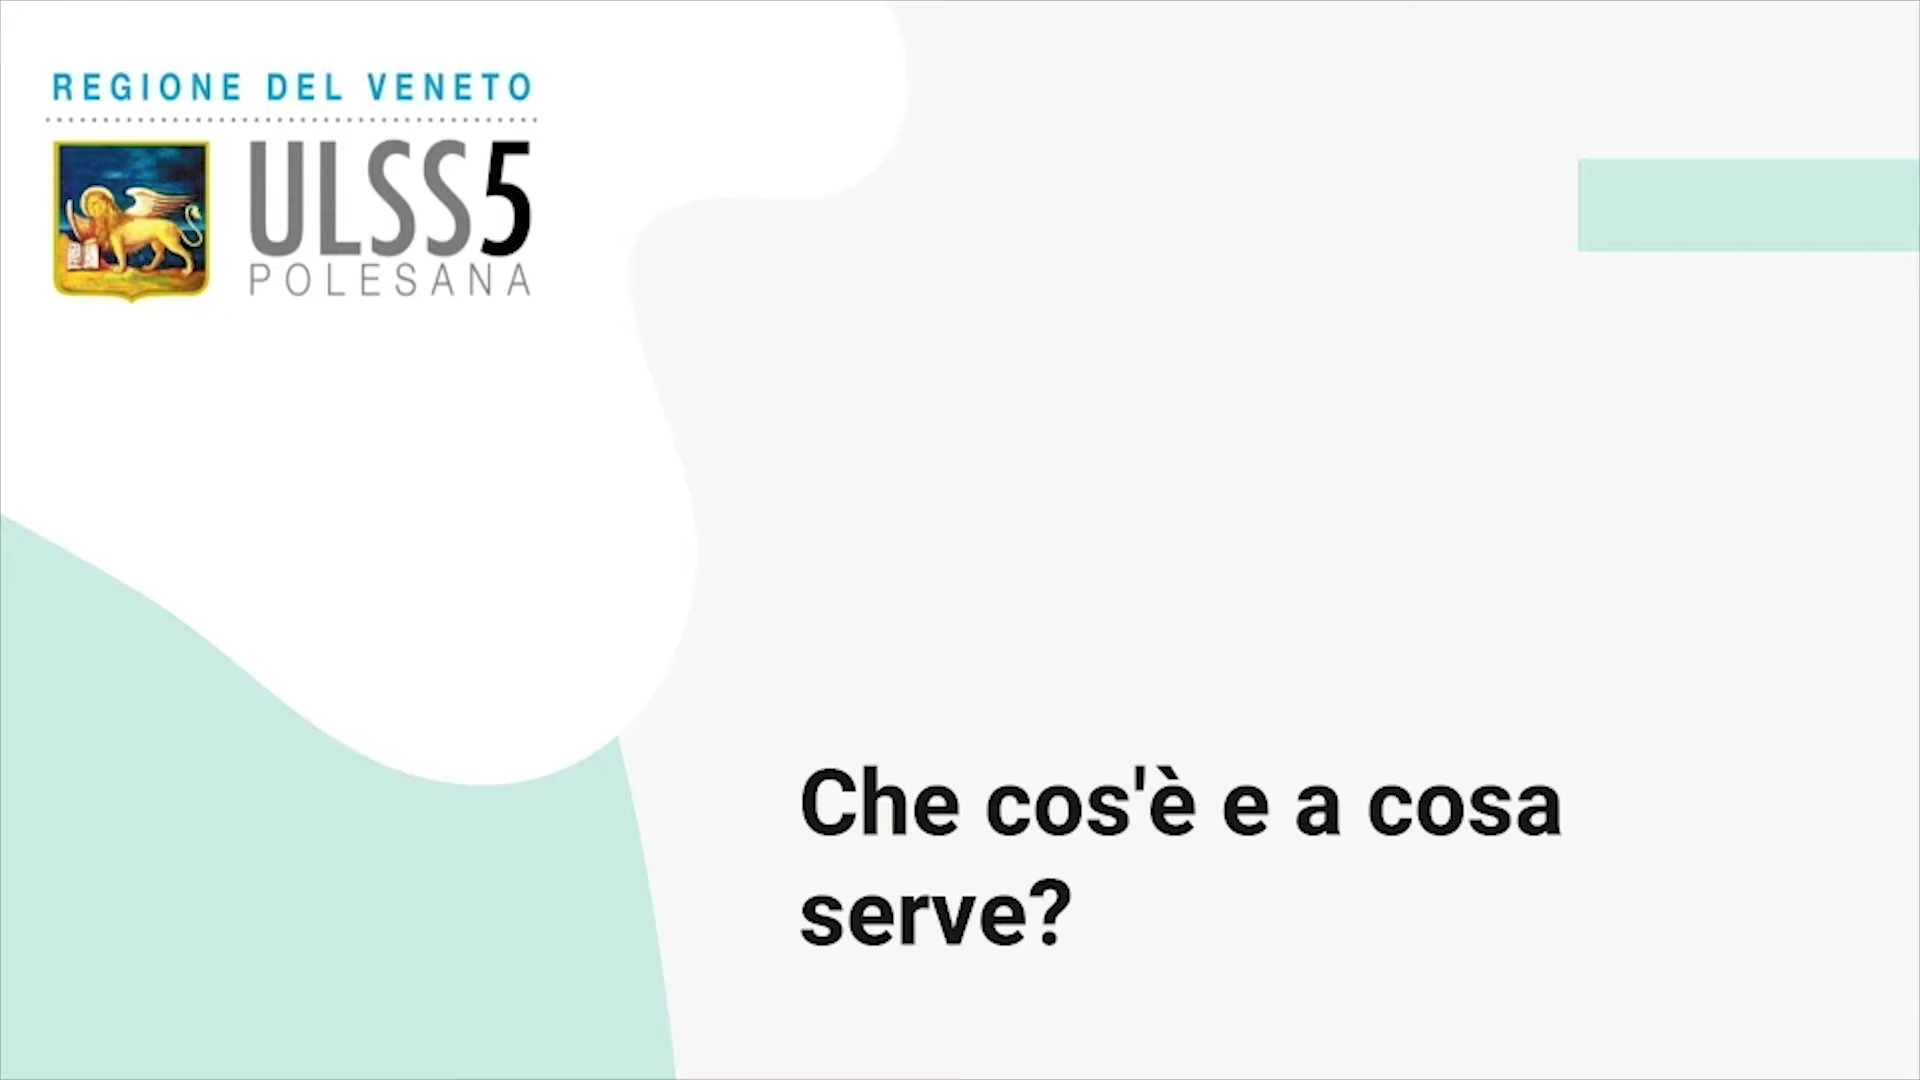 REGIONE DEL VENETO
ULSS5
POLESANA
Che cos'è e a cosa
serve?